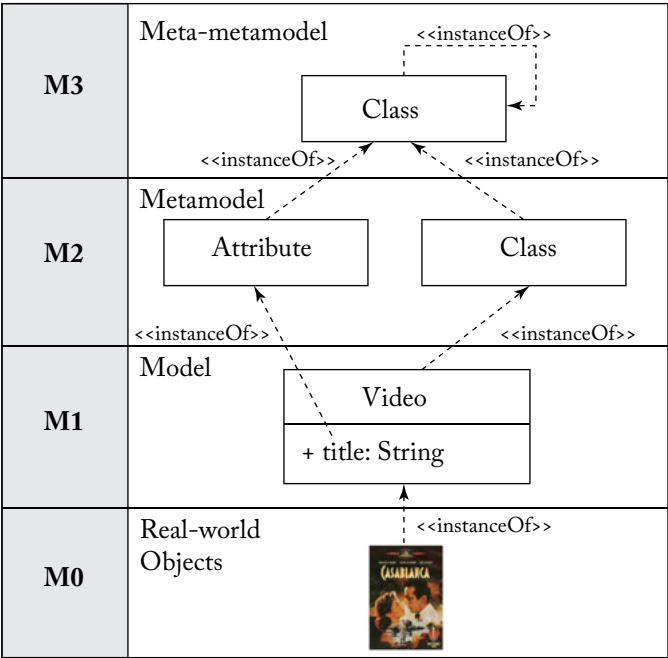 Meta-metamodel
<<instanceOf>>
M3
Class
<<instanceOf>>
<<instanceOf>>
Metamodel
M2
Attribute
Class
<<instanceOf>>
<<instanceOf>>
Model
M1
Video
+ title: String
Real-world
Objects
<<instanceOf>>
M0
CASABLANCA